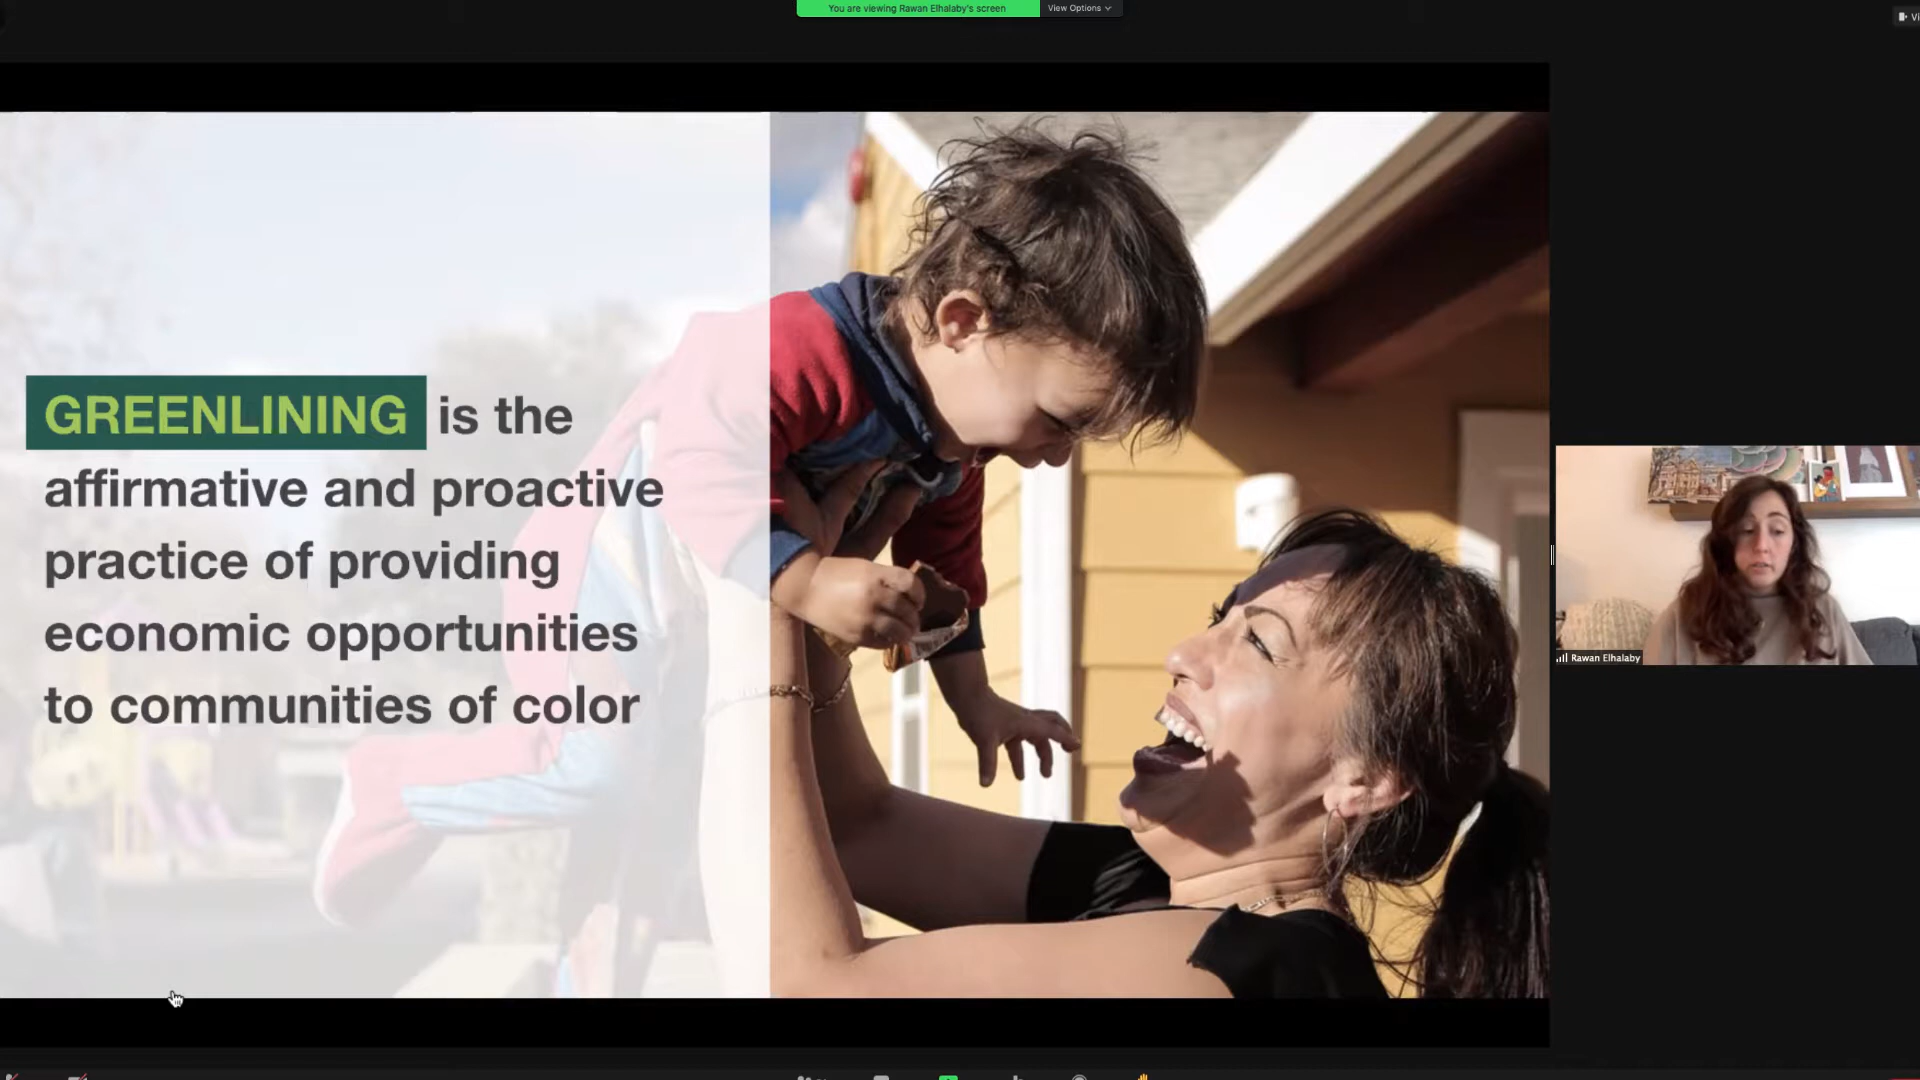 You are viewing Rawan Elhalaby's screen
View Options
GREENLINING is the
affirmative and proactive
practice of providing
economic opportunities
to communities of color
Rawan Elhalaby